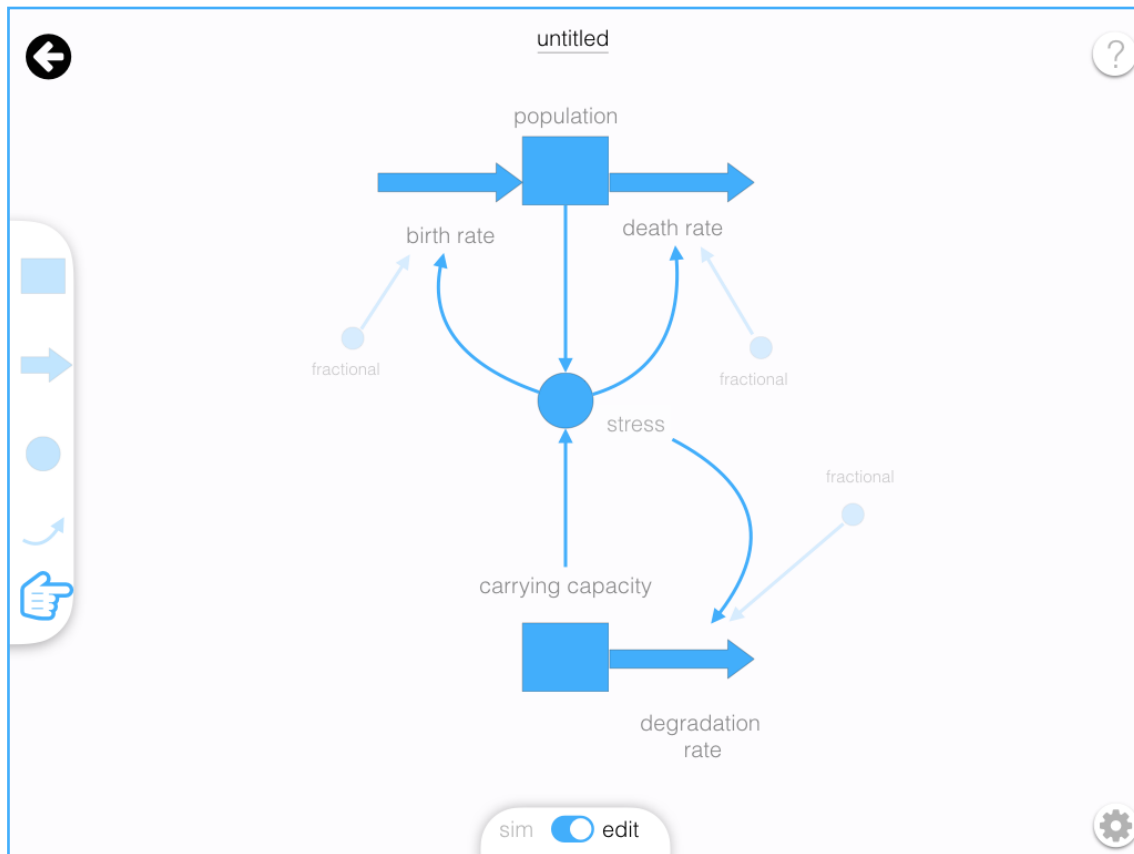 untitled
?
population
birth rate
death rate
fractional
fractional
stress
fractional
carrying capacity
degradation
rate
sim
edit